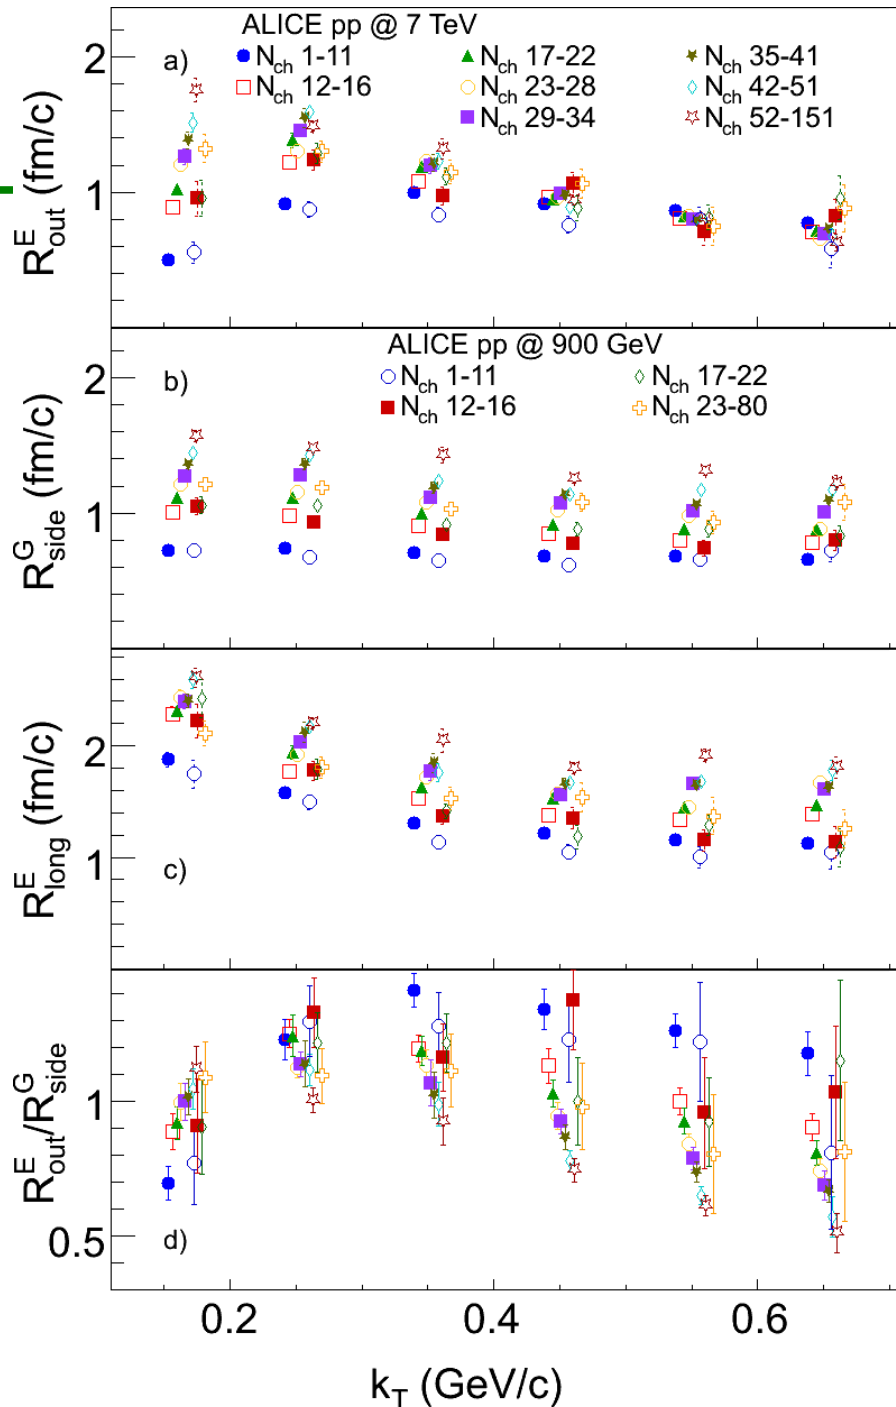 ALICE pp @ 7 TeV
a)
N_ch 1-11
N_ch 17-22
N_ch 35-41
N_ch 12-16
N_ch 23-28
N_ch 42-51
N_ch 29-34
N_ch 52-151
2
1
R^E_out (fm/c)
ALICE pp @ 900 GeV
b)
N_ch 1-11
N_ch 17-22
N_ch 12-16
N_ch 23-80
2
1
R^G_side (fm/c)
2
1
R^E_long (fm/c)
c)
1
0.5
R^E_out/R^G_side
d)
0.2
0.4
0.6
k_T (GeV/c)